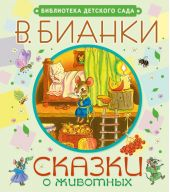 БИБЛИОТЕКА ДЕТСКОГО САДА
В. БИАНКИ
СКАЗКИ
О ЖИВОТНЫХ